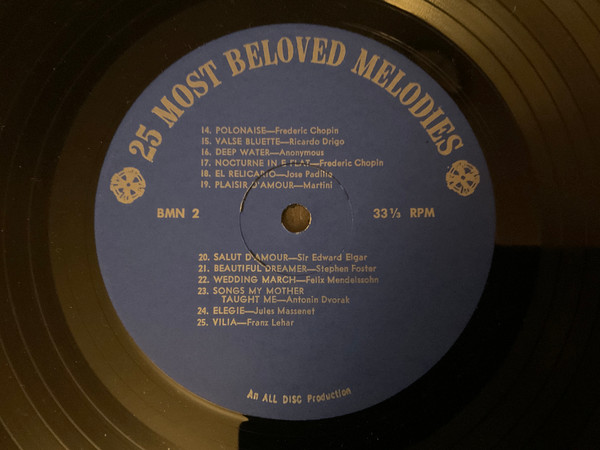 25 MOST BELOVED MELODIES
14. POLONAISE—Frederic Chopin
15. VALSE BLUETTE—Ricardo Drigo
16. DEEP WATER—Anonymous
17. NOCTURNE IN E FLAT—Frederic Chopin
18. EL RELICARIO—Jose Padilla
19. PLAISIR D'AMOUR—Martini
BMN 2 33 ⅓ RPM
20. SALUT D'AMOUR—Sir Edward Elgar
21. BEAUTIFUL DREAMER—Stephen Foster
22. WEDDING MARCH—Felix Mendelssohn
23. SONGS MY MOTHER
TAUGHT ME—Antonin Dvorak
24. ELEGIE—Jules Massenet
25. VILIA—Franz Lehar
An ALL DISC Production